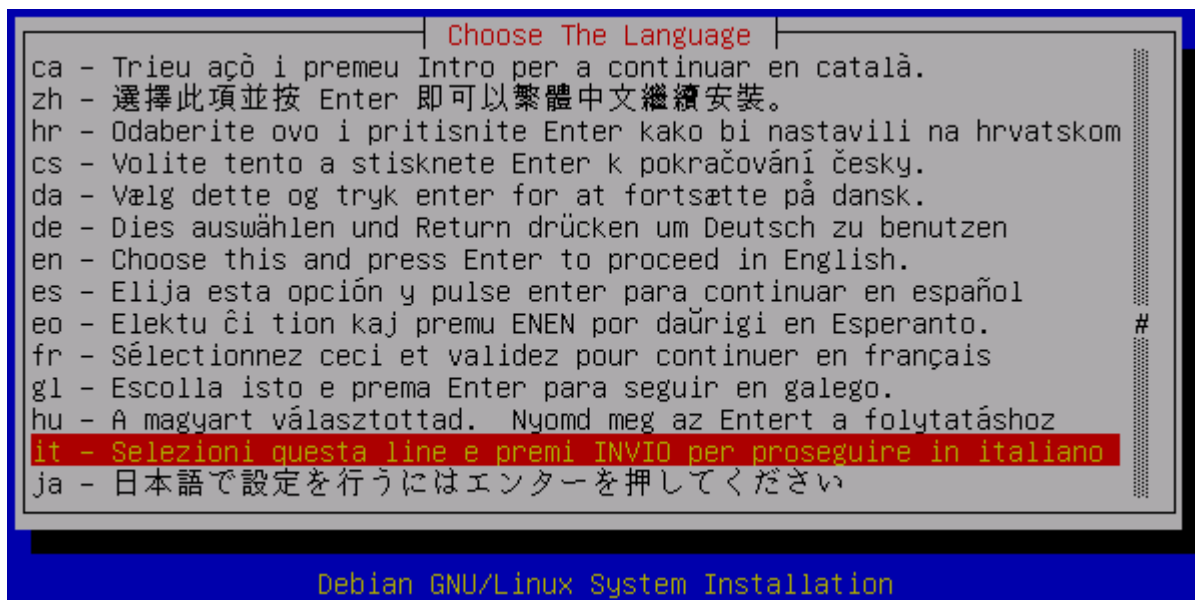 Choose The Language
ca - Trieu açò i premeu Intro per a continuar en català.
zh - 選擇此項並按 Enter 即可以繁體中文繼續安裝。
hr - Odaberite ovo i pritisnite Enter kako bi nastavili na hrvatskom
cs - Volite tento a stisknete Enter k pokračování česky.
da - Vælg dette og tryk enter for at fortsætte på dansk.
de - Dies auswählen und Return drücken um Deutsch zu benutzen
en - Choose this and press Enter to proceed in English.
es - Elija esta opción y pulse enter para continuar en español
eo - Elektu ĉi tion kaj premu ENEN por daŭrigi en Esperanto. #
fr - Sélectionnez ceci et validez pour continuer en français
gl - Escolla isto e prema Enter para seguir en galego.
hu - A magyart választottad.  Nyomd meg az Entert a folytatáshoz
it - Selezioni questa line e premi INVIO per proseguire in italiano
ja - 日本語で設定を行うにはエンターを押してください
Debian GNU/Linux System Installation